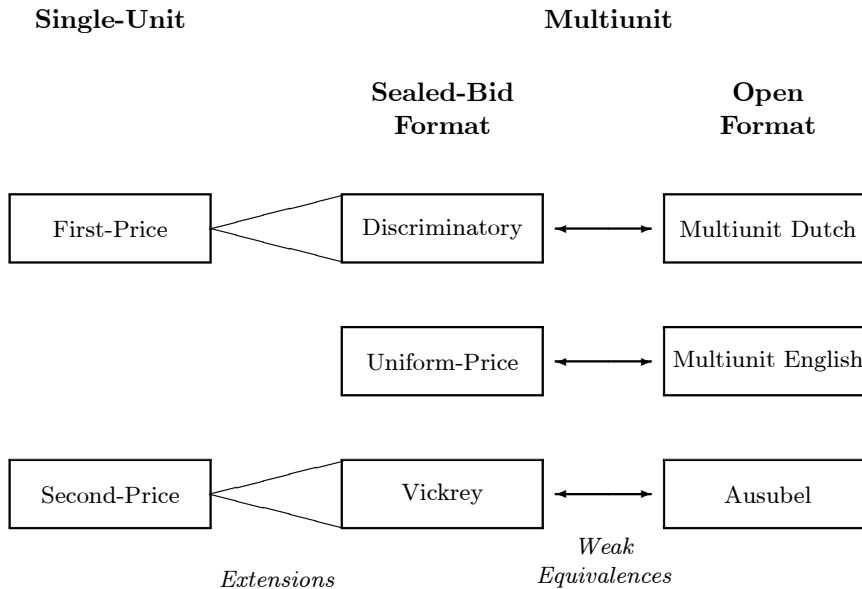 Single-Unit Multiunit
Sealed-Bid Open
Format Format
First-Price Discriminatory Multiunit Dutch
Uniform-Price Multiunit English
Second-Price Vickrey Ausubel
Weak
Extensions Equivalences